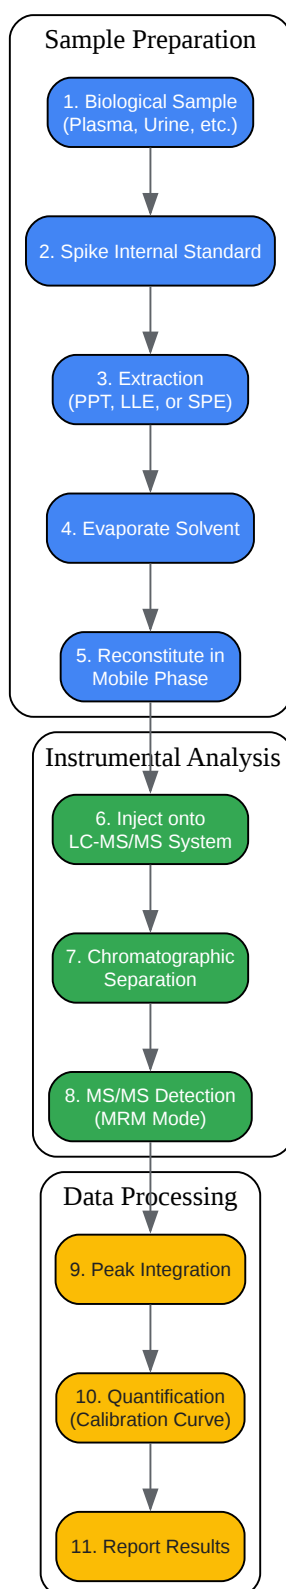 Sample Preparation
1. Biological Sample
(Plasma, Urine, etc.)
2. Spike Internal Standard
3. Extraction
(PPT, LLE, or SPE)
4. Evaporate Solvent
5. Reconstitute in
Mobile Phase
Instrumental Analysis
6. Inject onto
LC-MS/MS System
7. Chromatographic
Separation
8. MS/MS Detection
(MRM Mode)
Data Processing
9. Peak Integration
10. Quantification
(Calibration Curve)
11. Report Results